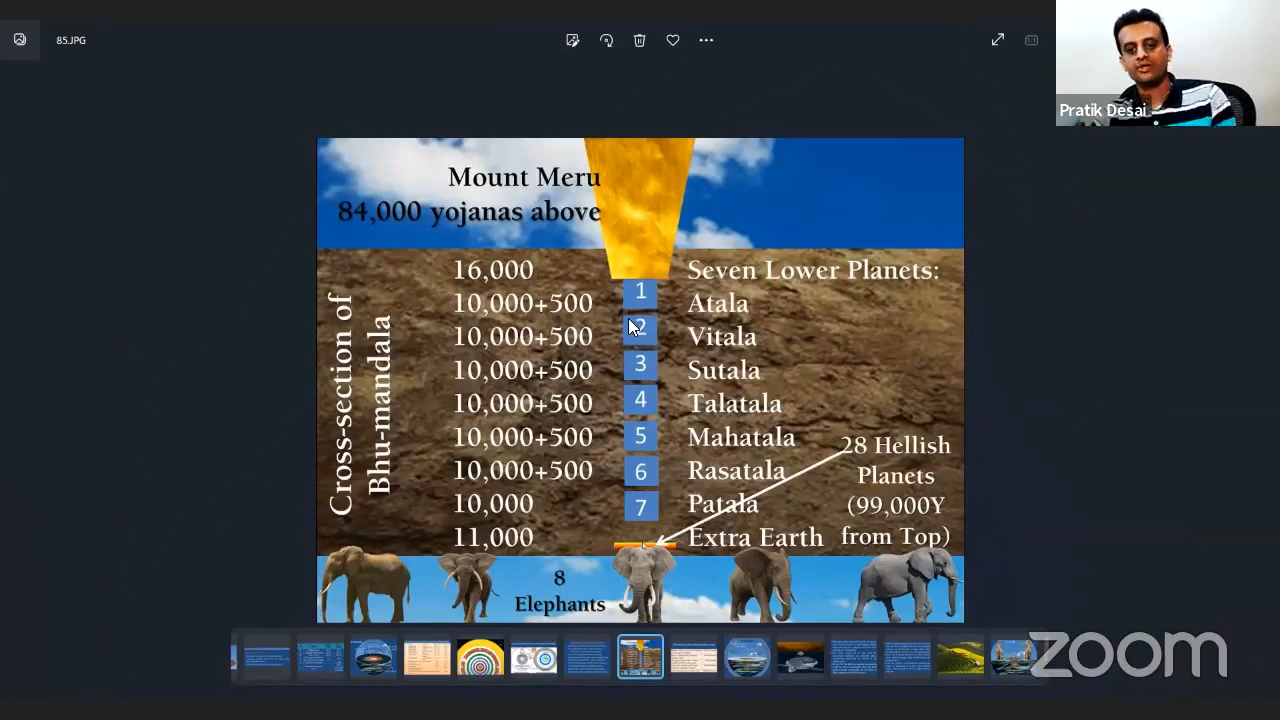 85.JPG
Pratik Desai
Mount Meru
84,000 yojanas above
Cross-section of
Bhu-mandala
16,000
10,000+500
10,000+500
10,000+500
10,000+500
10,000+500
10,000+500
10,000
11,000
1
2
3
4
5
6
7
Seven Lower Planets:
Atala
Vitala
Sutala
Talatala
Mahatala
Rasatala
Patala
Extra Earth
28 Hellish
Planets
(99,000Y
from Top)
8
Elephants
zoom